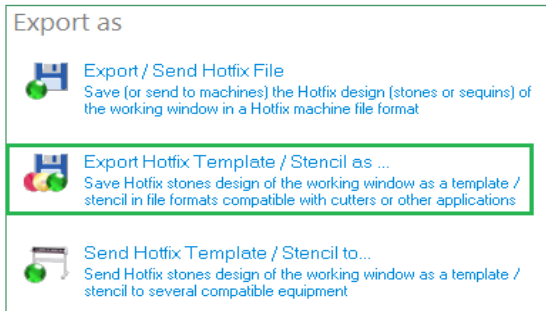 Export as
Export / Send Hotfix File
Save (or send to machines) the Hotfix design (stones or sequins) of
the working window in a Hotfix machine file format
Export Hotfix Template / Stencil as ...
Save Hotfix stones design of the working window as a template /
stencil in file formats compatible with cutters or other applications
Send Hotfix Template / Stencil to...
Send Hotfix stones design of the working window as a template /
stencil to several compatible equipment